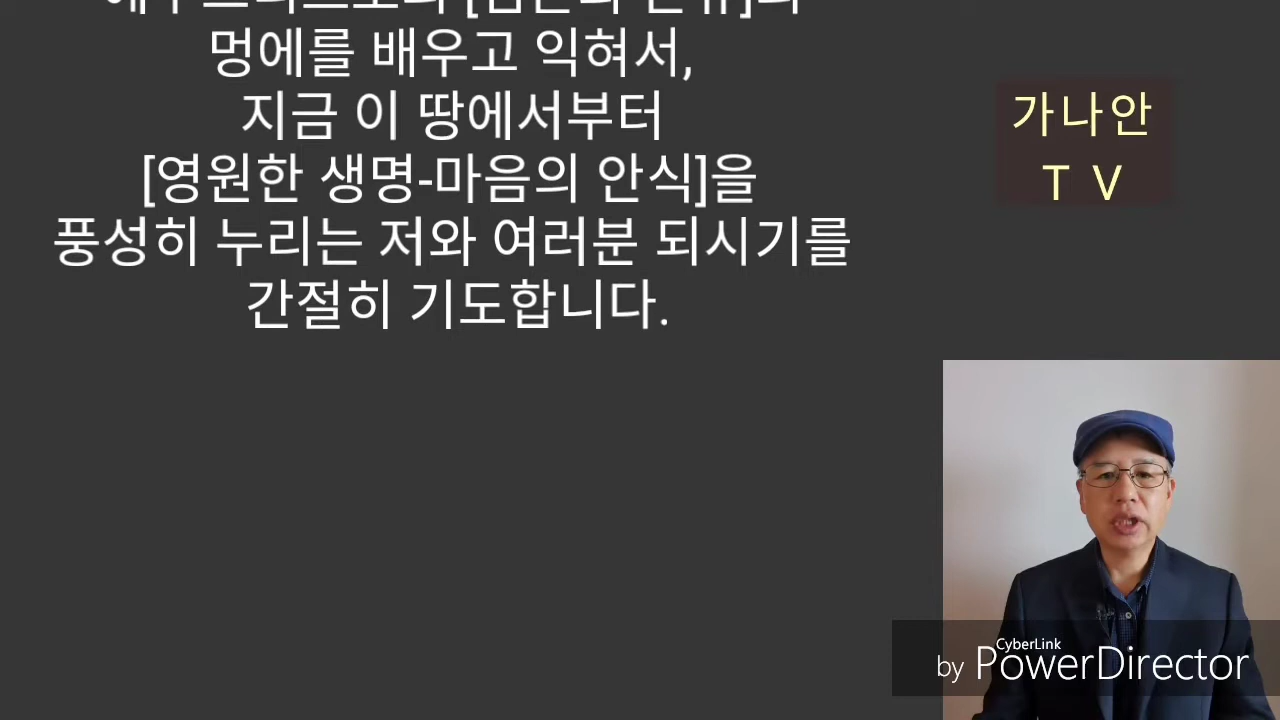 멍에를 배우고 익혀서,
지금 이 땅에서부터
[영원한 생명-마음의 안식]을
풍성히 누리는 저와 여러분 되시기를
간절히 기도합니다.
가나안
T V
CyberLink
by PowerDirector